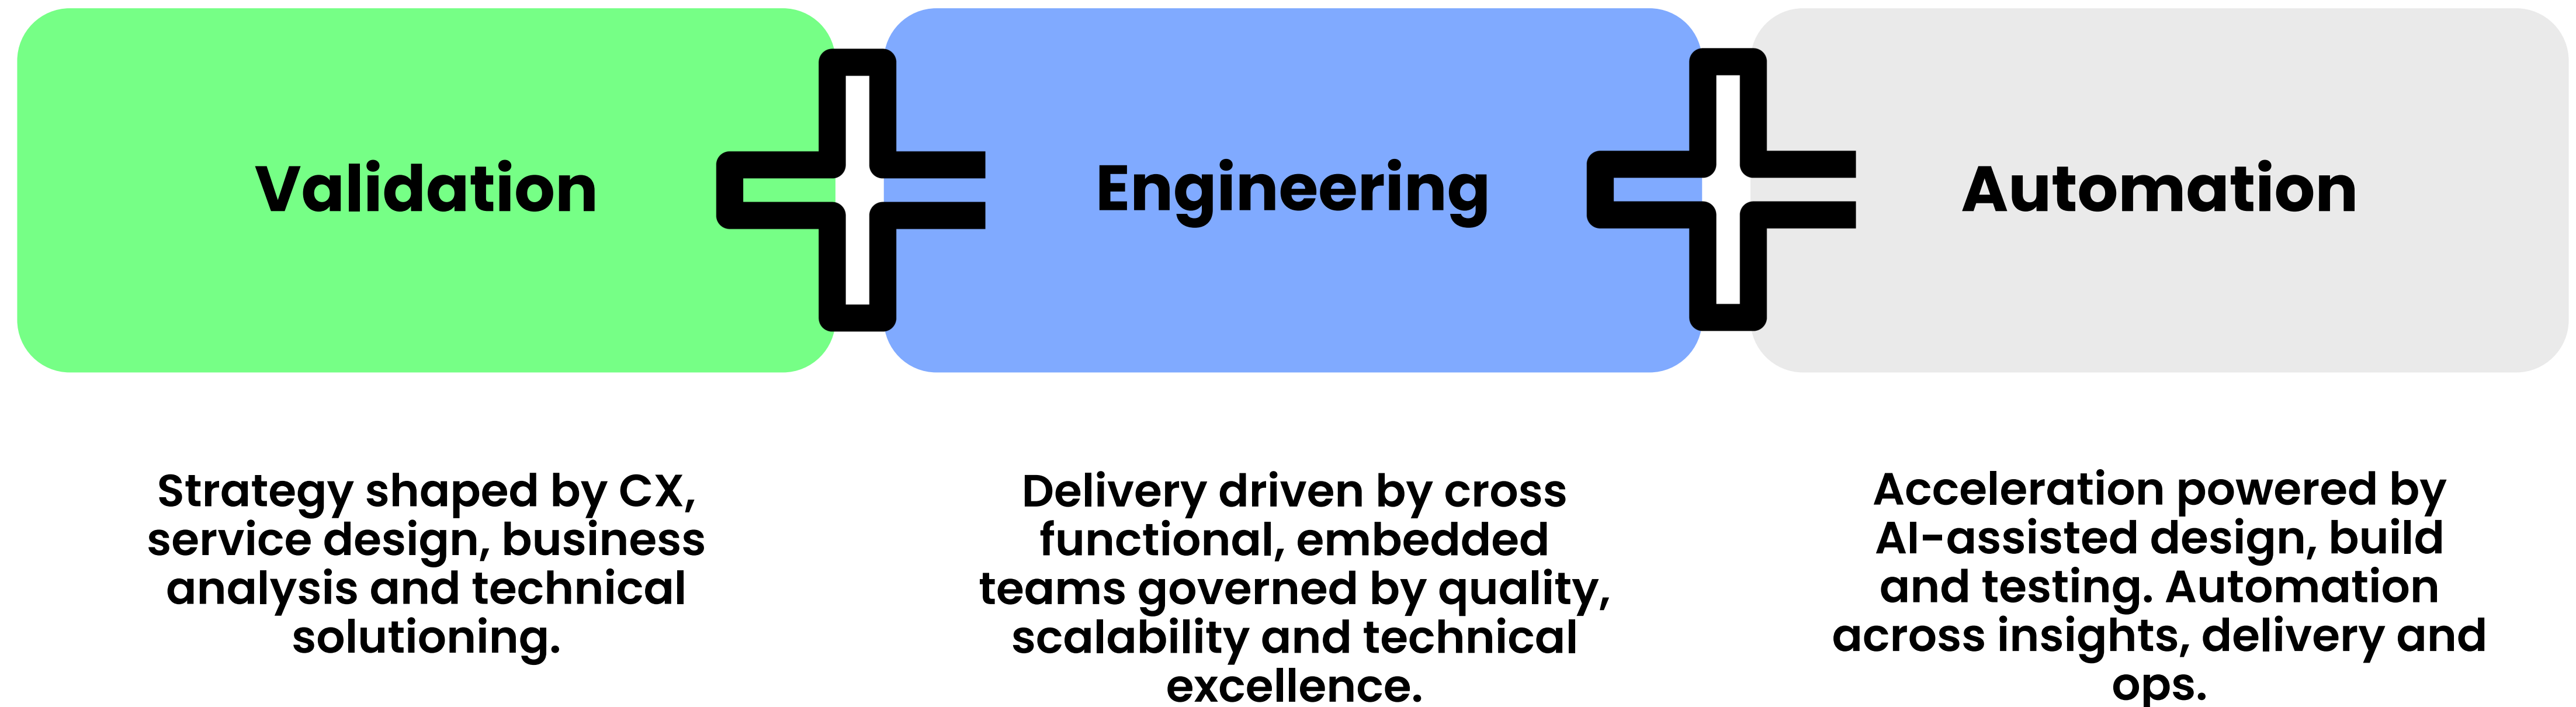 Validation
Engineering
Automation
Strategy shaped by CX,
service design, business
analysis and technical
solutioning.
Delivery driven by cross
functional, embedded
teams governed by quality,
scalability and technical
excellence.
Acceleration powered by
AI-assisted design, build
and testing. Automation
across insights, delivery and
ops.